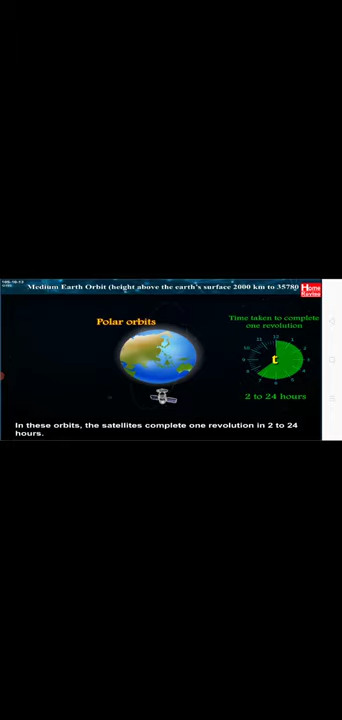 Medium Earth Orbit (height above the earth's surface 2000 km to 35780
Home
Revise
Polar orbits
Time taken to complete
one revolution
t
2 to 24 hours
In these orbits, the satellites complete one revolution in 2 to 24
hours.